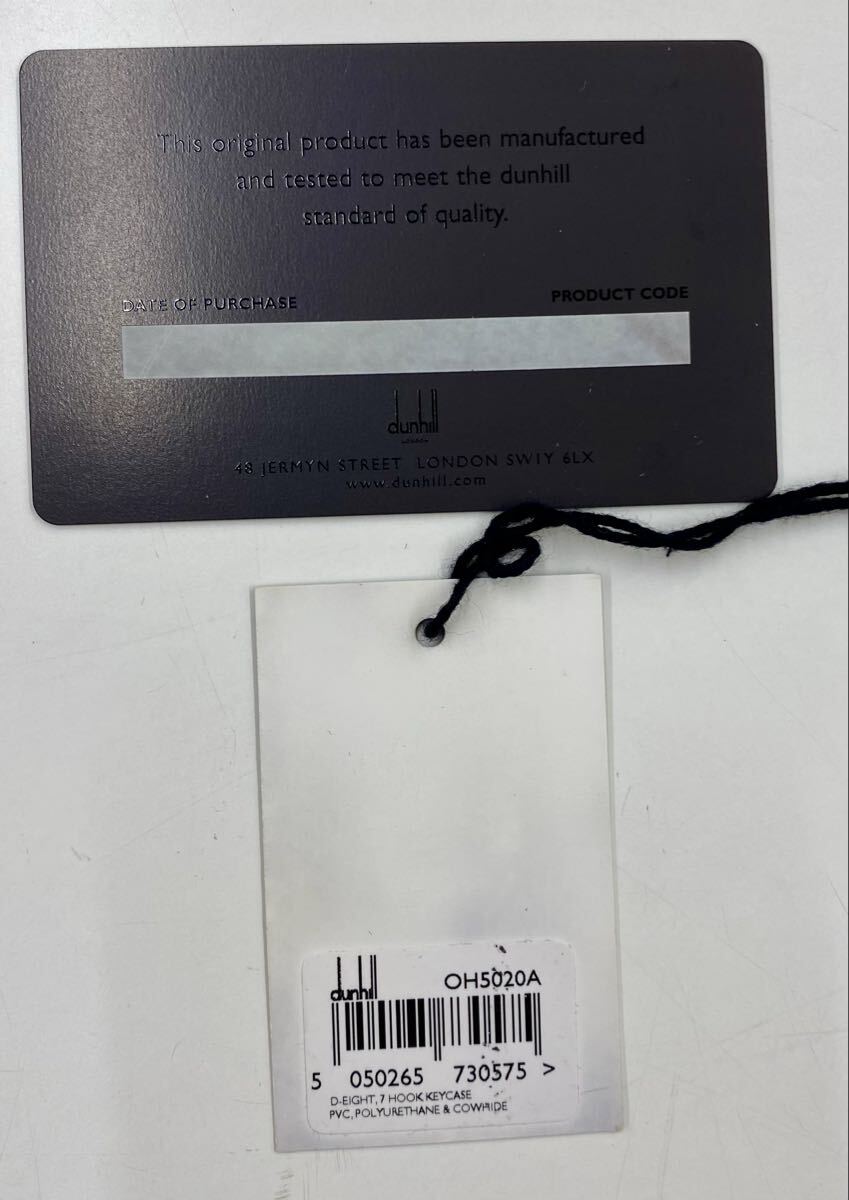 This original product has been manufactured
and tested to meet the dunhill
standard of quality.
DATE OF PURCHASE PRODUCT CODE
dunhill
LONDON
48 JERMYN STREET LONDON SW1Y 6LX
www.dunhill.com
dunhill OH5020A
5 050265 730575 >
D-EIGHT, 7 HOOK KEYCASE
PVC, POLYURETHANE & COWHIDE